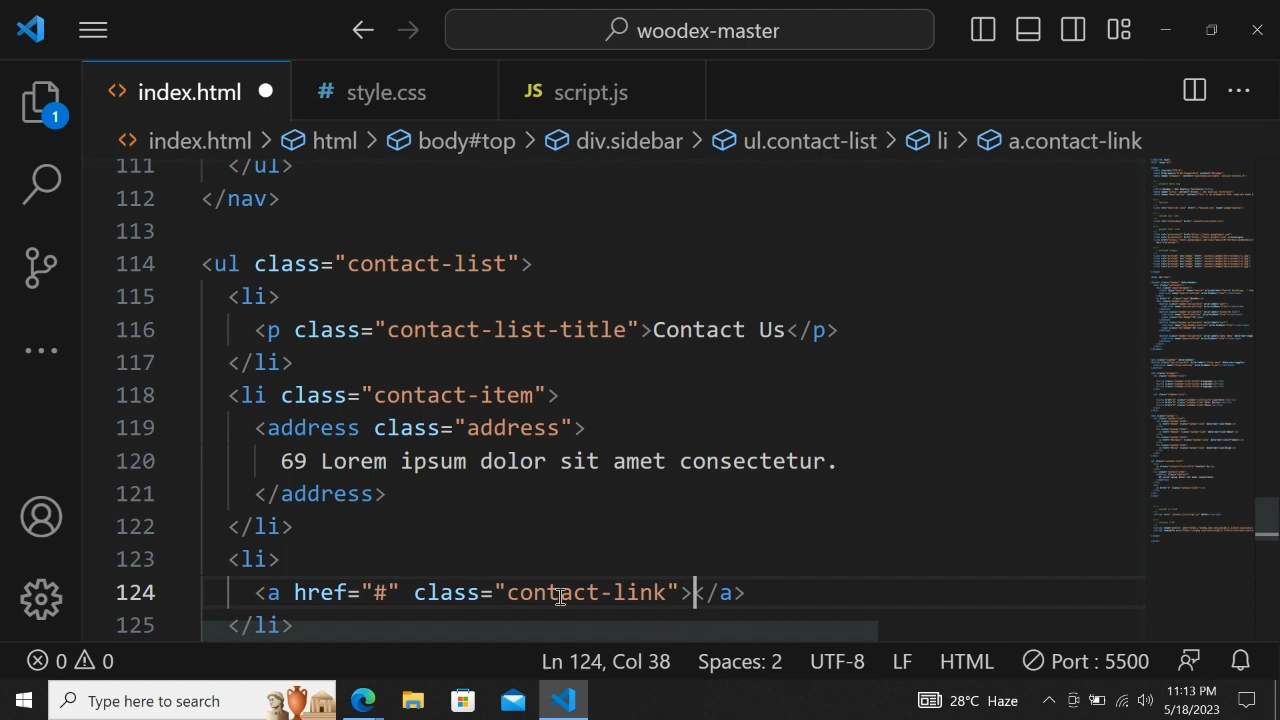 woodex-master
index.html
# style.css
JS script.js
1
index.html > html > body#top > div.sidebar > ul.contact-list > li > a.contact-link
111 </ul>
112 </nav>
113
114 <ul class="contact-list">
115 <li>
116 <p class="contact-list-title">Contact Us</p>
117 </li>
118 <li class="contact-item">
119 <address class="address">
120 69 Lorem ipsum dolor sit amet consectetur.
121 </address>
122 </li>
123 <li>
124 <a href="#" class="contact-link"></a>
125 </li>
0 0 Ln 124, Col 38 Spaces: 2 UTF-8 LF HTML Port : 5500
Type here to search 28°C Haze 11:13 PM
5/18/2023